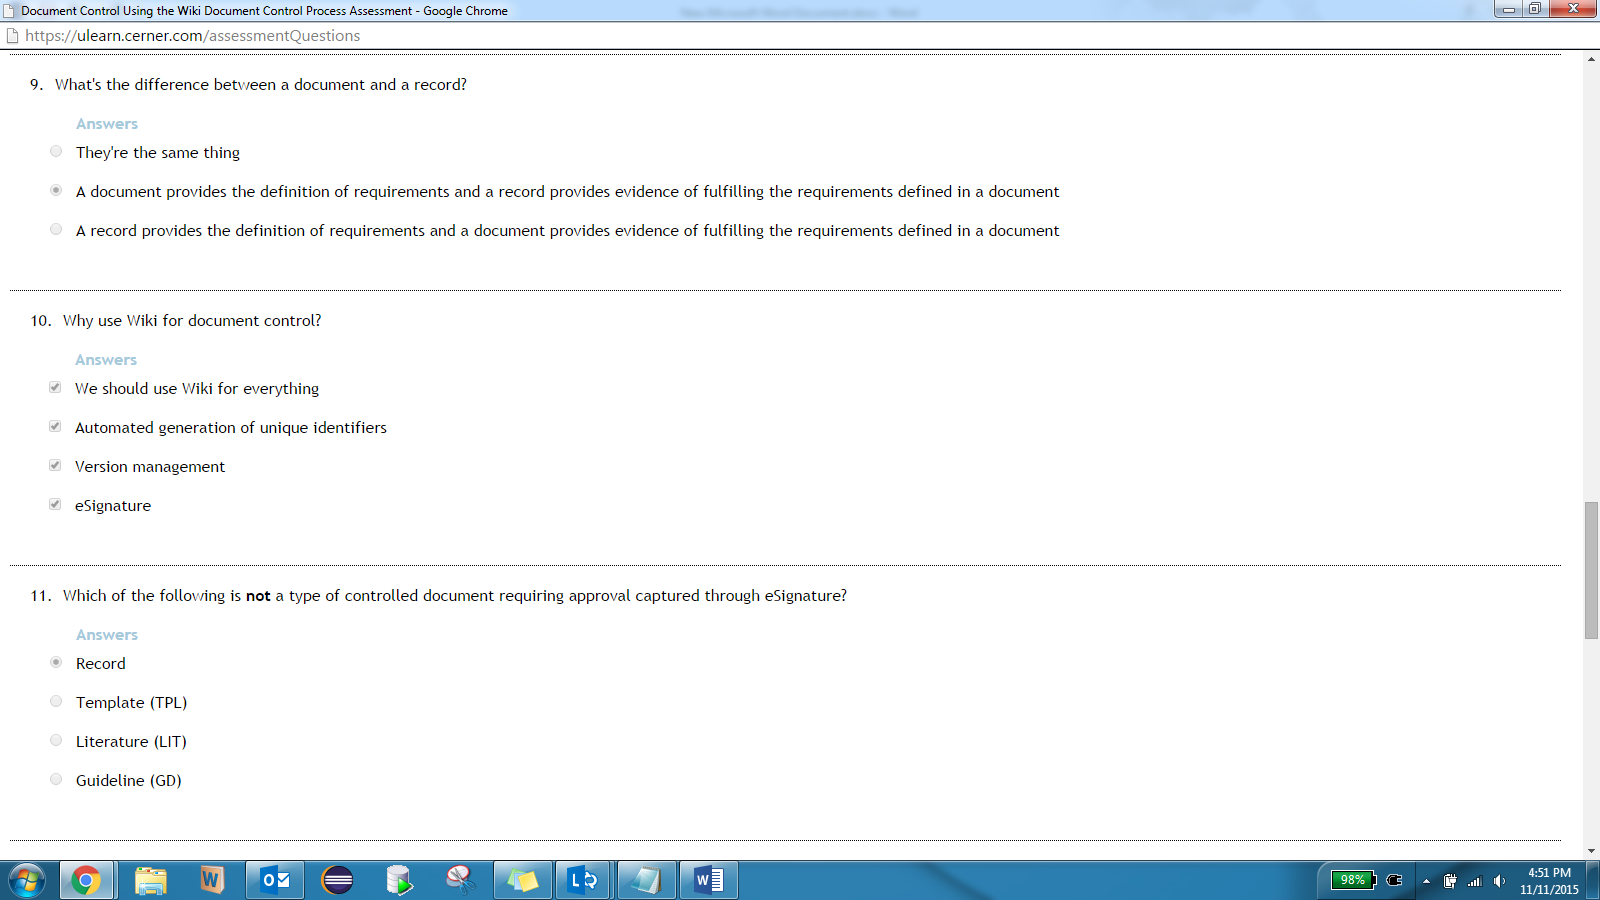 Document Control Using the Wiki Document Control Process Assessment - Google Chrome
https://ulearn.cerner.com/assessmentQuestions
9. What's the difference between a document and a record?
Answers
They're the same thing
A document provides the definition of requirements and a record provides evidence of fulfilling the requirements defined in a document
A record provides the definition of requirements and a document provides evidence of fulfilling the requirements defined in a document
10. Why use Wiki for document control?
Answers
We should use Wiki for everything
Automated generation of unique identifiers
Version management
eSignature
11. Which of the following is not a type of controlled document requiring approval captured through eSignature?
Answers
Record
Template (TPL)
Literature (LIT)
Guideline (GD)
98%
4:51 PM
11/11/2015